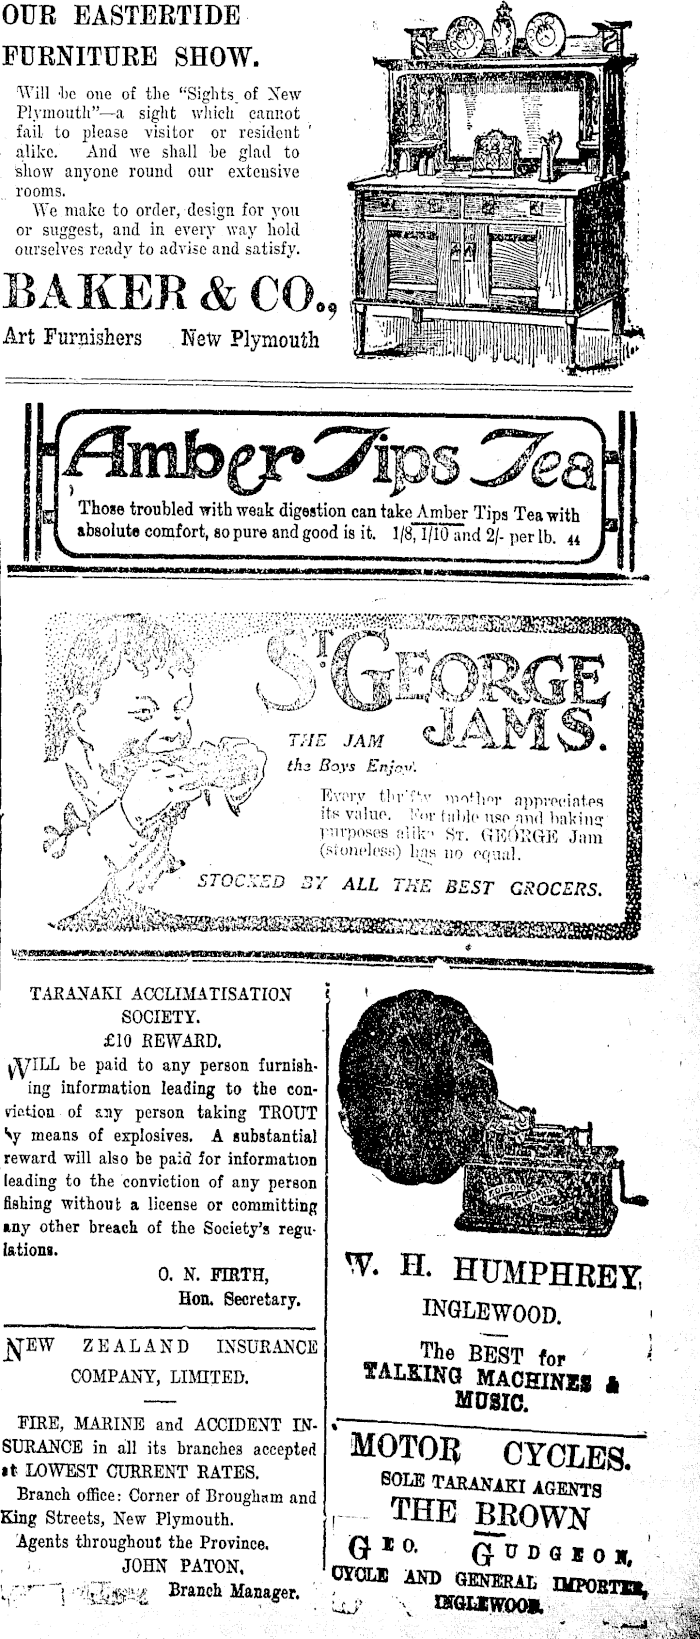 OUR EASTERTIDE
FURNITURE SHOW.
Will be one of the "Sights of New
Plymouth"—a sight which cannot
fail to please visitor or resident
alike. And we shall be glad to
show anyone round our extensive
rooms.
We make to order, design for you
or suggest, and in every way hold
ourselves ready to advise and satisfy.
BAKER & CO.,
Art Furnishers New Plymouth
Amber Tips Tea
Those troubled with weak digestion can take Amber Tips Tea with
absolute comfort, so pure and good is it. 1/8, 1/10 and 2/- per lb. 44
ST. GEORGE
JAMS.
THE JAM
the Boys Enjoy.
Every thrifty mother appreciates
its value. For table use and baking
purposes alike ST. GEORGE Jam
(stoneless) has no equal.
STOCKED BY ALL THE BEST GROCERS.
TARANAKI ACCLIMATISATION
SOCIETY.
£10 REWARD.
WILL be paid to any person furnish-
ing information leading to the con-
viction of any person taking TROUT
by means of explosives. A substantial
reward will also be paid for information
leading to the conviction of any person
fishing without a license or committing
any other breach of the Society's regu-
lations.
O. N. FIRTH,
Hon. Secretary.
NEW ZEALAND INSURANCE
COMPANY, LIMITED.
FIRE, MARINE and ACCIDENT IN-
SURANCE in all its branches accepted
at LOWEST CURRENT RATES.
Branch office: Corner of Brougham and
King Streets, New Plymouth.
Agents throughout the Province.
JOHN PATON,
Branch Manager.
EDISON
STANDARD
W. H. HUMPHREY,
INGLEWOOD.
The BEST for
TALKING MACHINES &
MUSIC.
MOTOR CYCLES.
SOLE TARANAKI AGENTS
THE BROWN
GEO. GUDGEON,
CYCLE AND GENERAL IMPORTER,
INGLEWOOD.